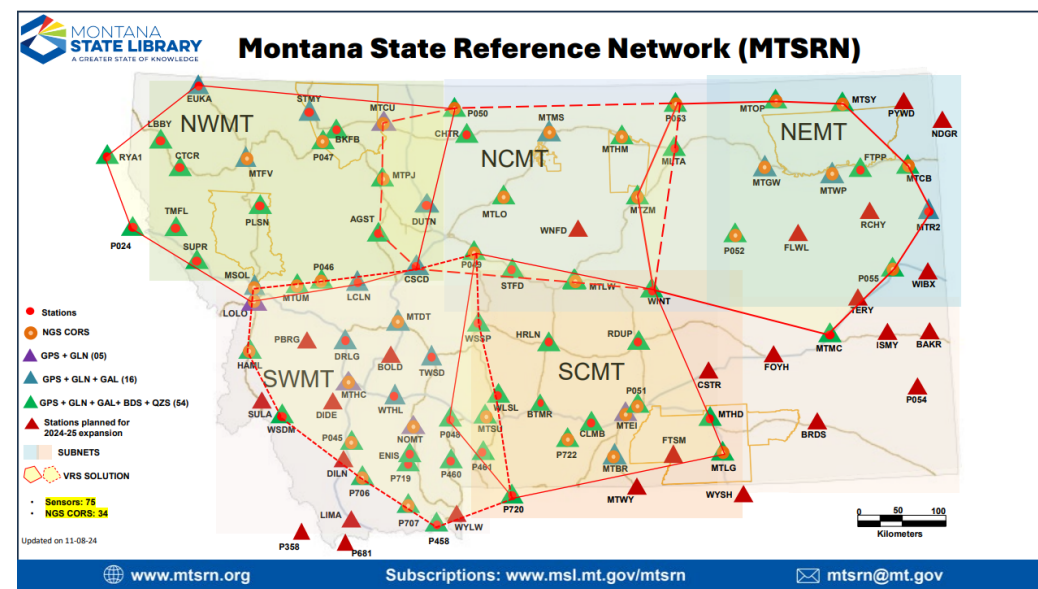 MONTANA
STATE LIBRARY
A GREATER STATE OF KNOWLEDGE
Montana State Reference Network (MTSRN)
EUKA
STMY
MTCU
P050
P053
MTOP
MTSY
PYWD
NDGR
NWMT
LBBY
BKFB
CHTR
MTMS
MTHM
NEMT
P047
NCMT
MLTA
RYA1
CTCR
MTFV
MTPJ
MTGW
MTWP
FTPP
MTCB
TMFL
PLSN
AGST
DUTN
MTLO
MTZM
WNFD
P052
FLWL
RCHY
MTR2
P024
SUPR
MSOL
P046
CSCD
P049
STFD
MTLW
WINT
P055
WIBX
MTUM
LCLN
LOLO
TERY
Stations
NGS CORS
GPS + GLN (05)
GPS + GLN + GAL (16)
GPS + GLN + GAL+ BDS + QZS (54)
Stations planned for
2024-25 expansion
SUBNETS
VRS SOLUTION
• Sensors: 75
• NGS CORS: 34
Updated on 11-08-24
MTDT
WSSP
HRLN
RDUP
MTMC
ISMY
BAKR
PBRG
DRLG
BOLD
TWSD
HAML
SWMT
SCMT
FOYH
CSTR
P054
MTHC
WTHL
WLSL
P051
SULA
DIDE
BTMR
MTEI
MTHD
WSDM
NOMT
P048
MTSU
CLMB
BRDS
P045
ENIS
P722
FTSM
DILN
P719
P460
P461
MTBR
MTLG
P706
MTWY
WYSH
LIMA
P707
P458
WYLW
P720
P358
P681
0 50 100
Kilometers
www.mtsrn.org
Subscriptions: www.msl.mt.gov/mtsrn
mtsrn@mt.gov